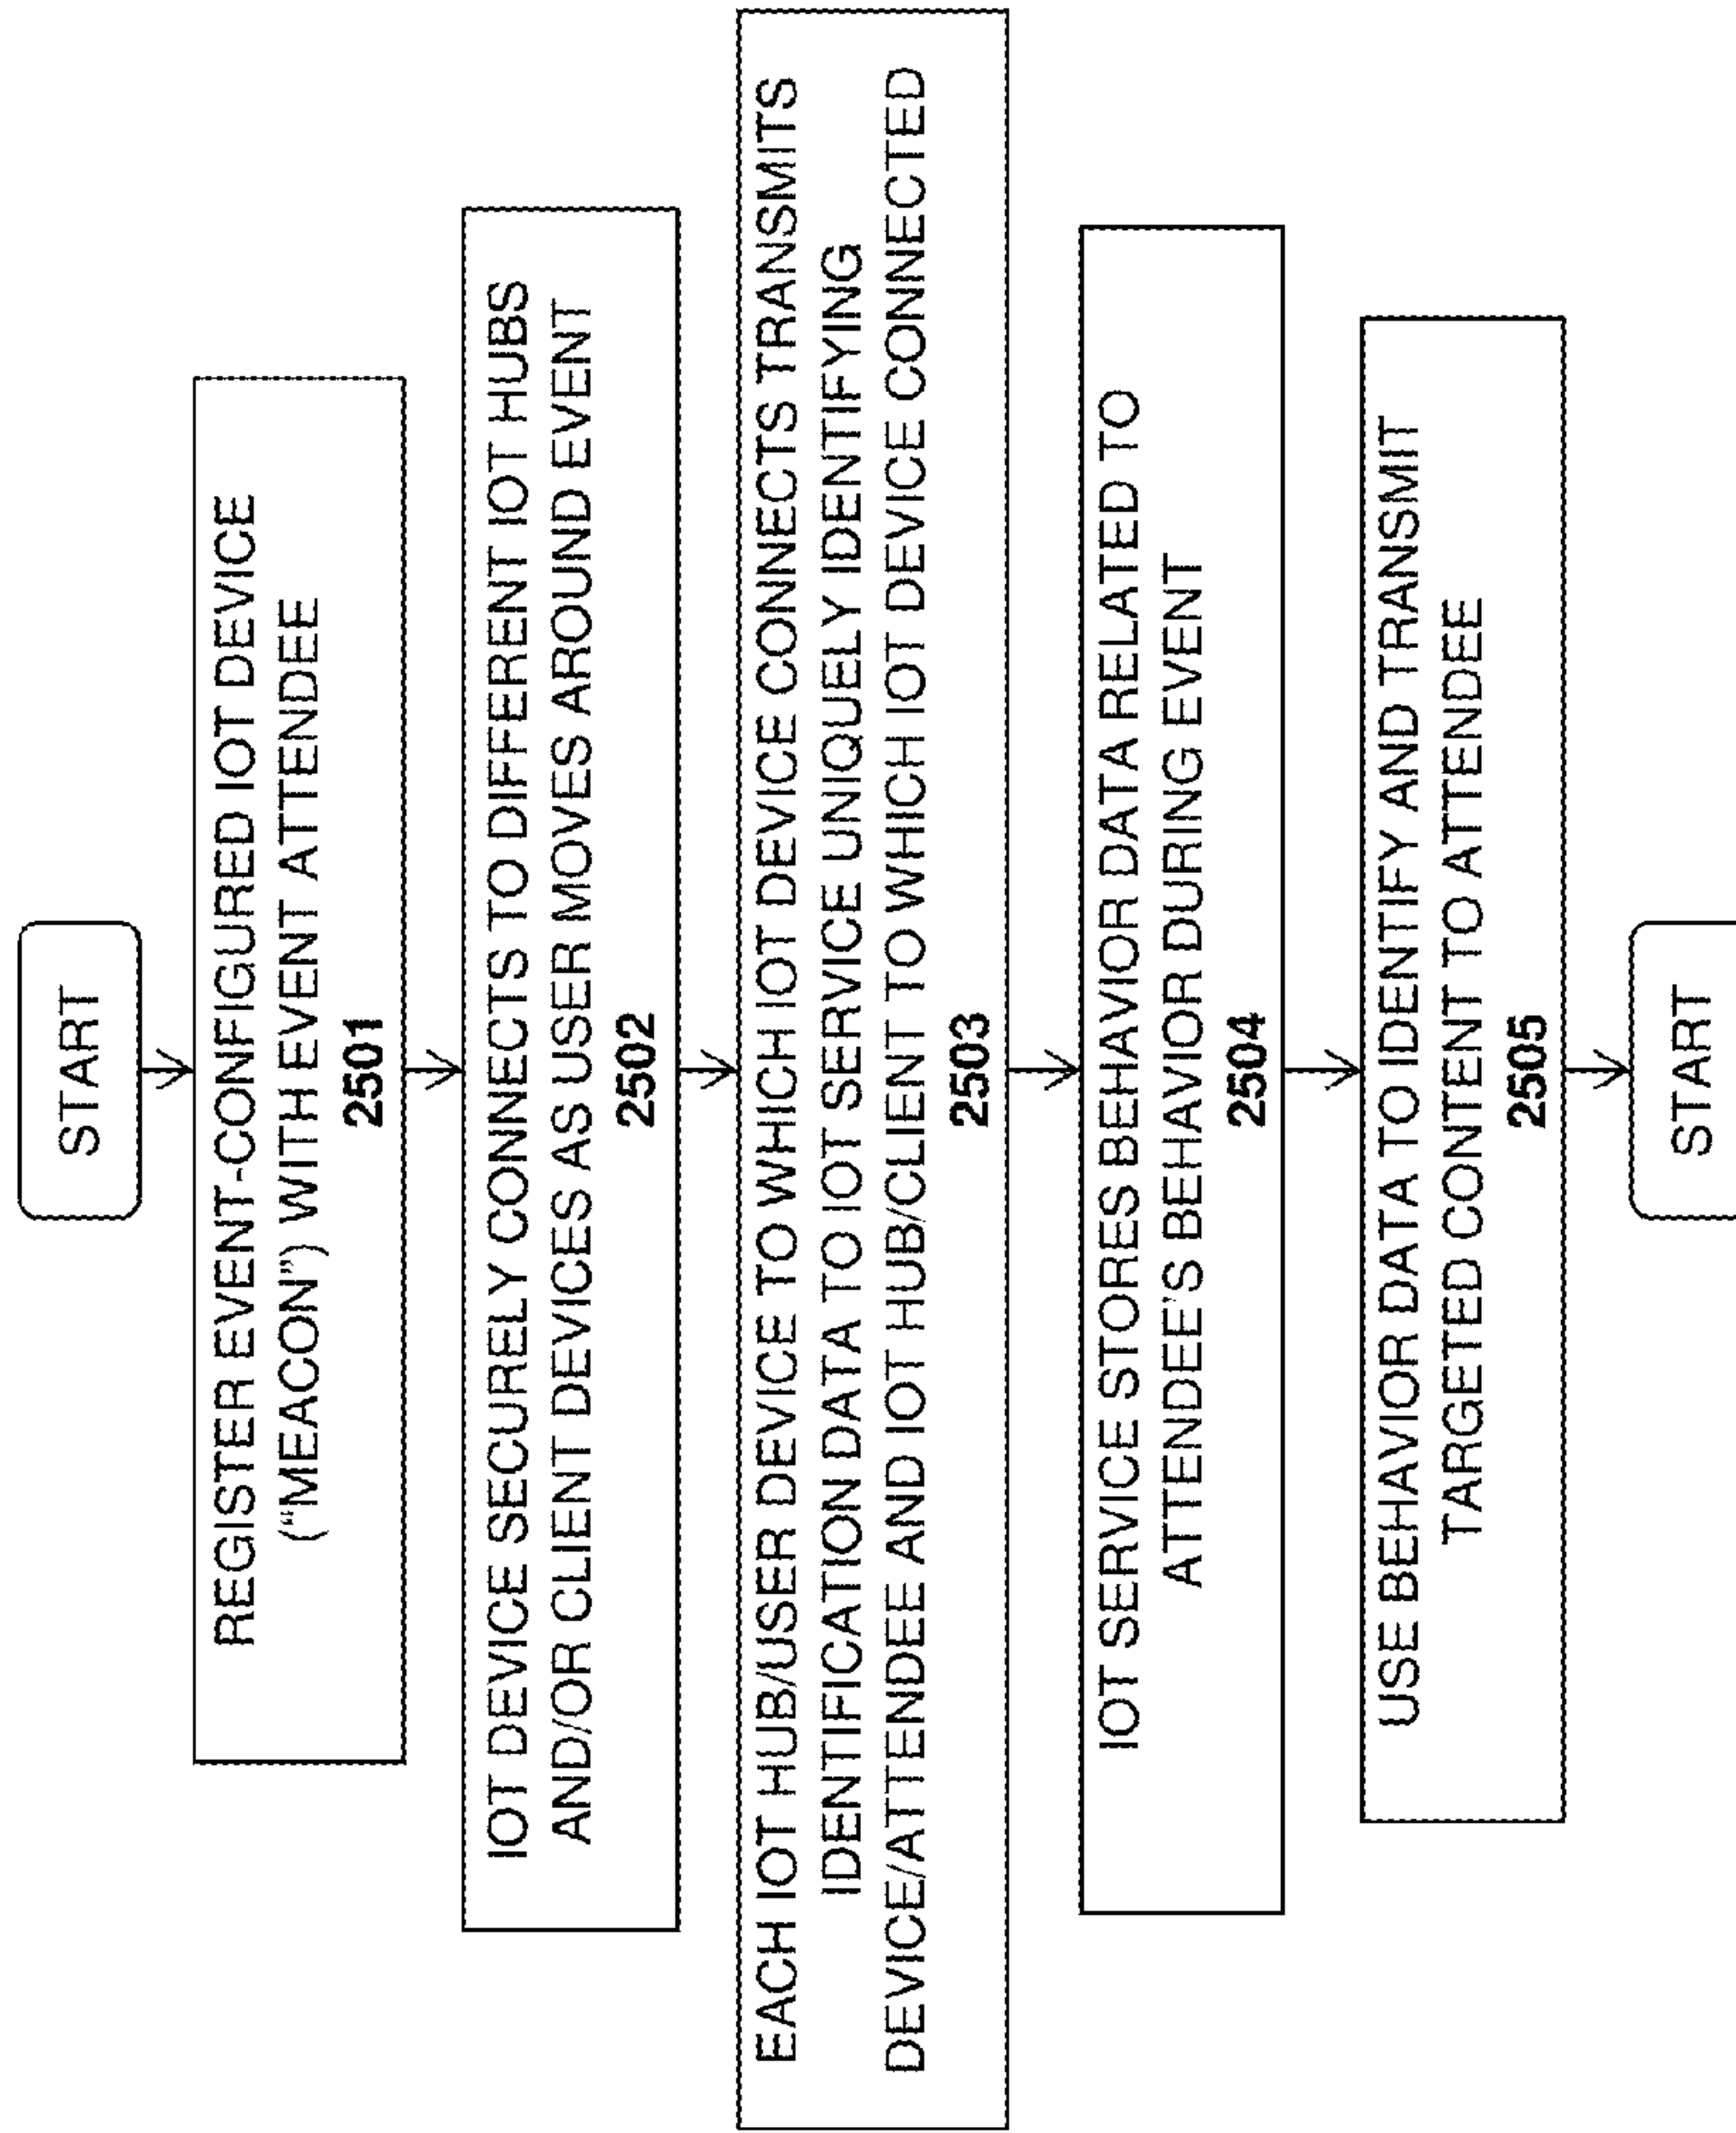 START
REGISTER EVENT-CONFIGURED IOT DEVICE
("MEACON") WITH EVENT ATTENDEE
2501
IOT DEVICE SECURELY CONNECTS TO DIFFERENT IOT HUBS
AND/OR CLIENT DEVICES AS USER MOVES AROUND EVENT
2502
EACH IOT HUB/USER DEVICE TO WHICH IOT DEVICE CONNECTS TRANSMITS
IDENTIFICATION DATA TO IOT SERVICE UNIQUELY IDENTIFYING
DEVICE/ATTENDEE AND IOT HUB/CLIENT TO WHICH IOT DEVICE CONNECTED
2503
IOT SERVICE STORES BEHAVIOR DATA RELATED TO
ATTENDEE'S BEHAVIOR DURING EVENT
2504
USE BEHAVIOR DATA TO IDENTIFY AND TRANSMIT
TARGETED CONTENT TO ATTENDEE
2505
START